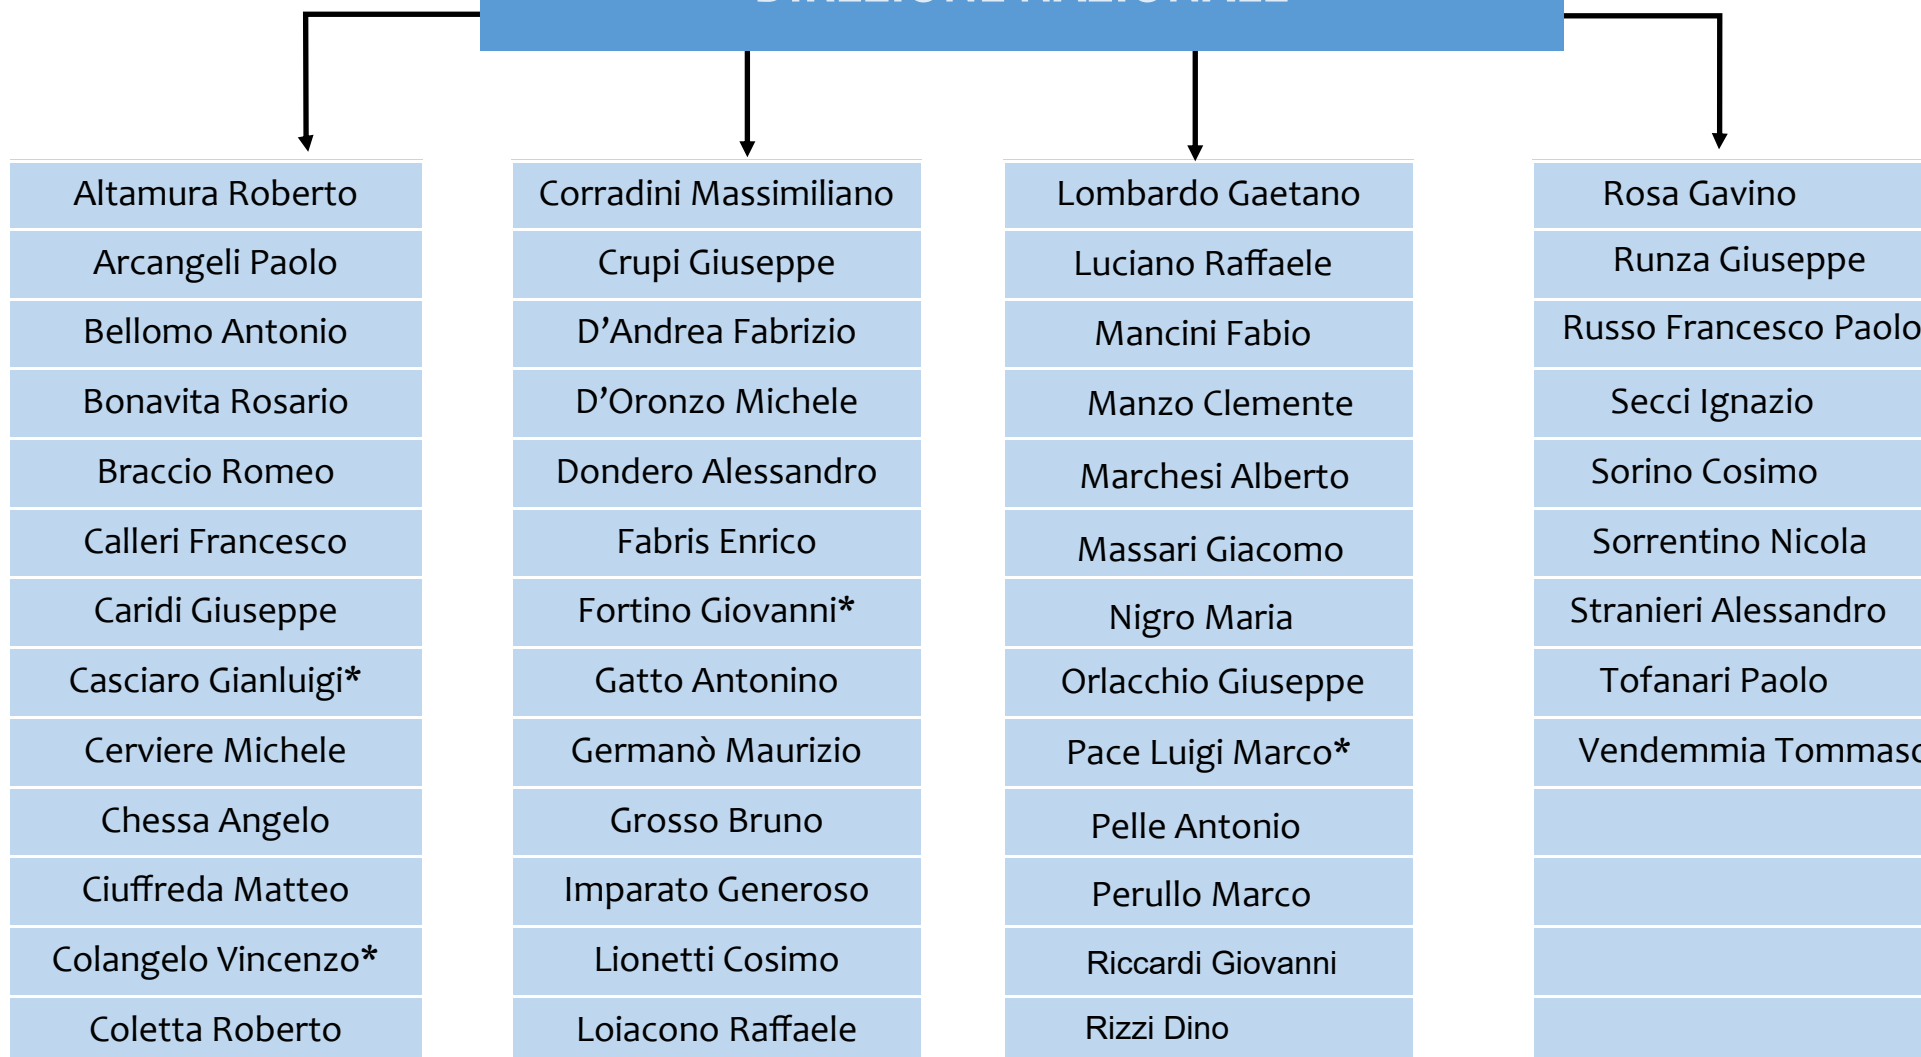 DIREZIONE NAZIONALE
Altamura Roberto
Arcangeli Paolo
Bellomo Antonio
Bonavita Rosario
Braccio Romeo
Calleri Francesco
Caridi Giuseppe
Casciaro Gianluigi*
Cerviere Michele
Chessa Angelo
Ciuffreda Matteo
Colangelo Vincenzo*
Coletta Roberto
Corradini Massimiliano
Crupi Giuseppe
D’Andrea Fabrizio
D’Oronzo Michele
Dondero Alessandro
Fabris Enrico
Fortino Giovanni*
Gatto Antonino
Germanò Maurizio
Grosso Bruno
Imparato Generoso
Lionetti Cosimo
Loiacono Raffaele
Lombardo Gaetano
Luciano Raffaele
Mancini Fabio
Manzo Clemente
Marchesi Alberto
Massari Giacomo
Nigro Maria
Orlacchio Giuseppe
Pace Luigi Marco*
Pelle Antonio
Perullo Marco
Riccardi Giovanni
Rizzi Dino
Rosa Gavino
Runza Giuseppe
Russo Francesco Paolo
Secci Ignazio
Sorino Cosimo
Sorrentino Nicola
Stranieri Alessandro
Tofanari Paolo
Vendemmia Tommaso